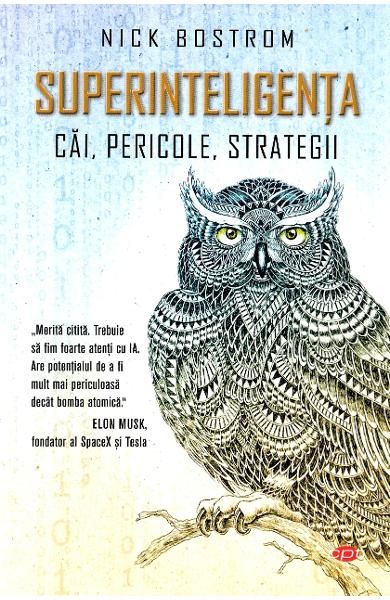 NICK BOSTROM
SUPERINTELIGENȚA
CĂI, PERICOLE, STRATEGII
„Merită citită. Trebuie
să fim foarte atenți cu IA.
Are potențialul de a fi
mult mai periculoasă
decât bomba atomică."
ELON MUSK,
fondator al SpaceX și Tesla
cpi